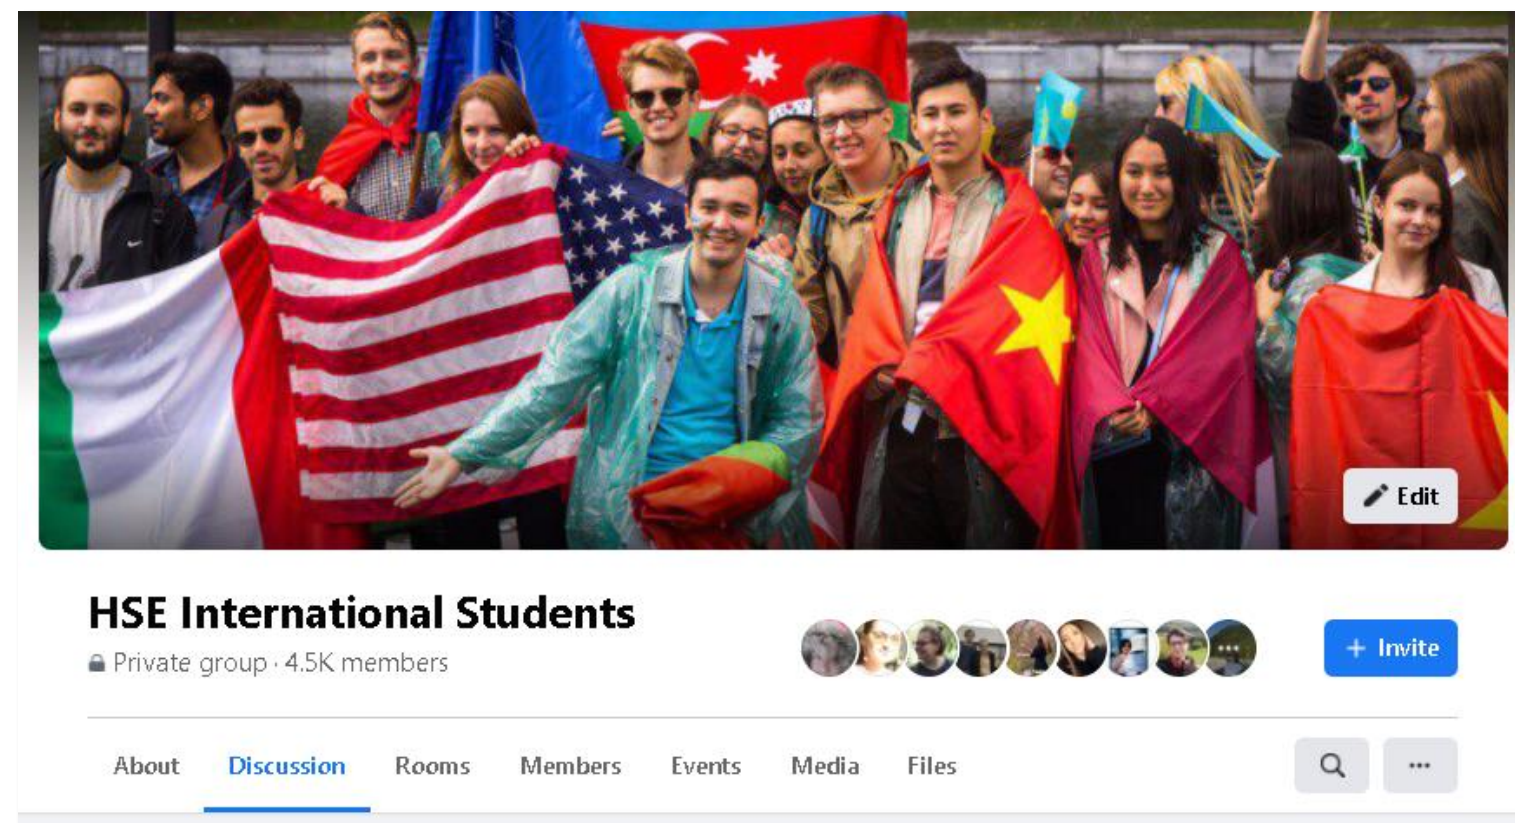 Edit
HSE International Students
Private group · 4.5K members
+ Invite
About Discussion Rooms Members Events Media Files